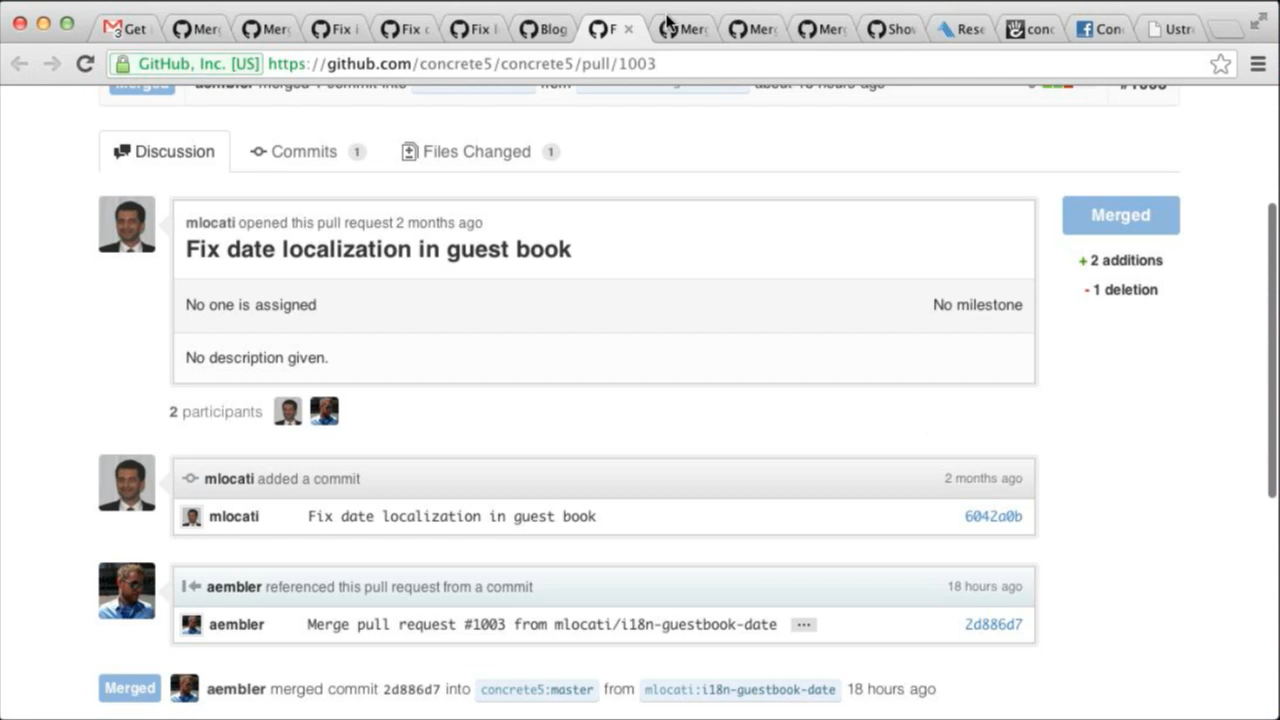 3 Get Merg Merg Fix i Fix c Fix l Blog F × Merg Merg Merg Shov Rese conc Con Ustr
GitHub, Inc. [US] https://github.com/concrete5/concrete5/pull/1003
Discussion Commits 1 Files Changed 1
mlocati opened this pull request 2 months ago
Merged
Fix date localization in guest book
+ 2 additions
- 1 deletion
No one is assigned No milestone
No description given.
2 participants
mlocati added a commit 2 months ago
mlocati Fix date localization in guest book 6042a0b
aembler referenced this pull request from a commit 18 hours ago
aembler Merge pull request #1003 from mlocati/i18n-guestbook-date ... 2d886d7
Merged aembler merged commit 2d886d7 into concrete5:master from mlocati:i18n-guestbook-date 18 hours ago